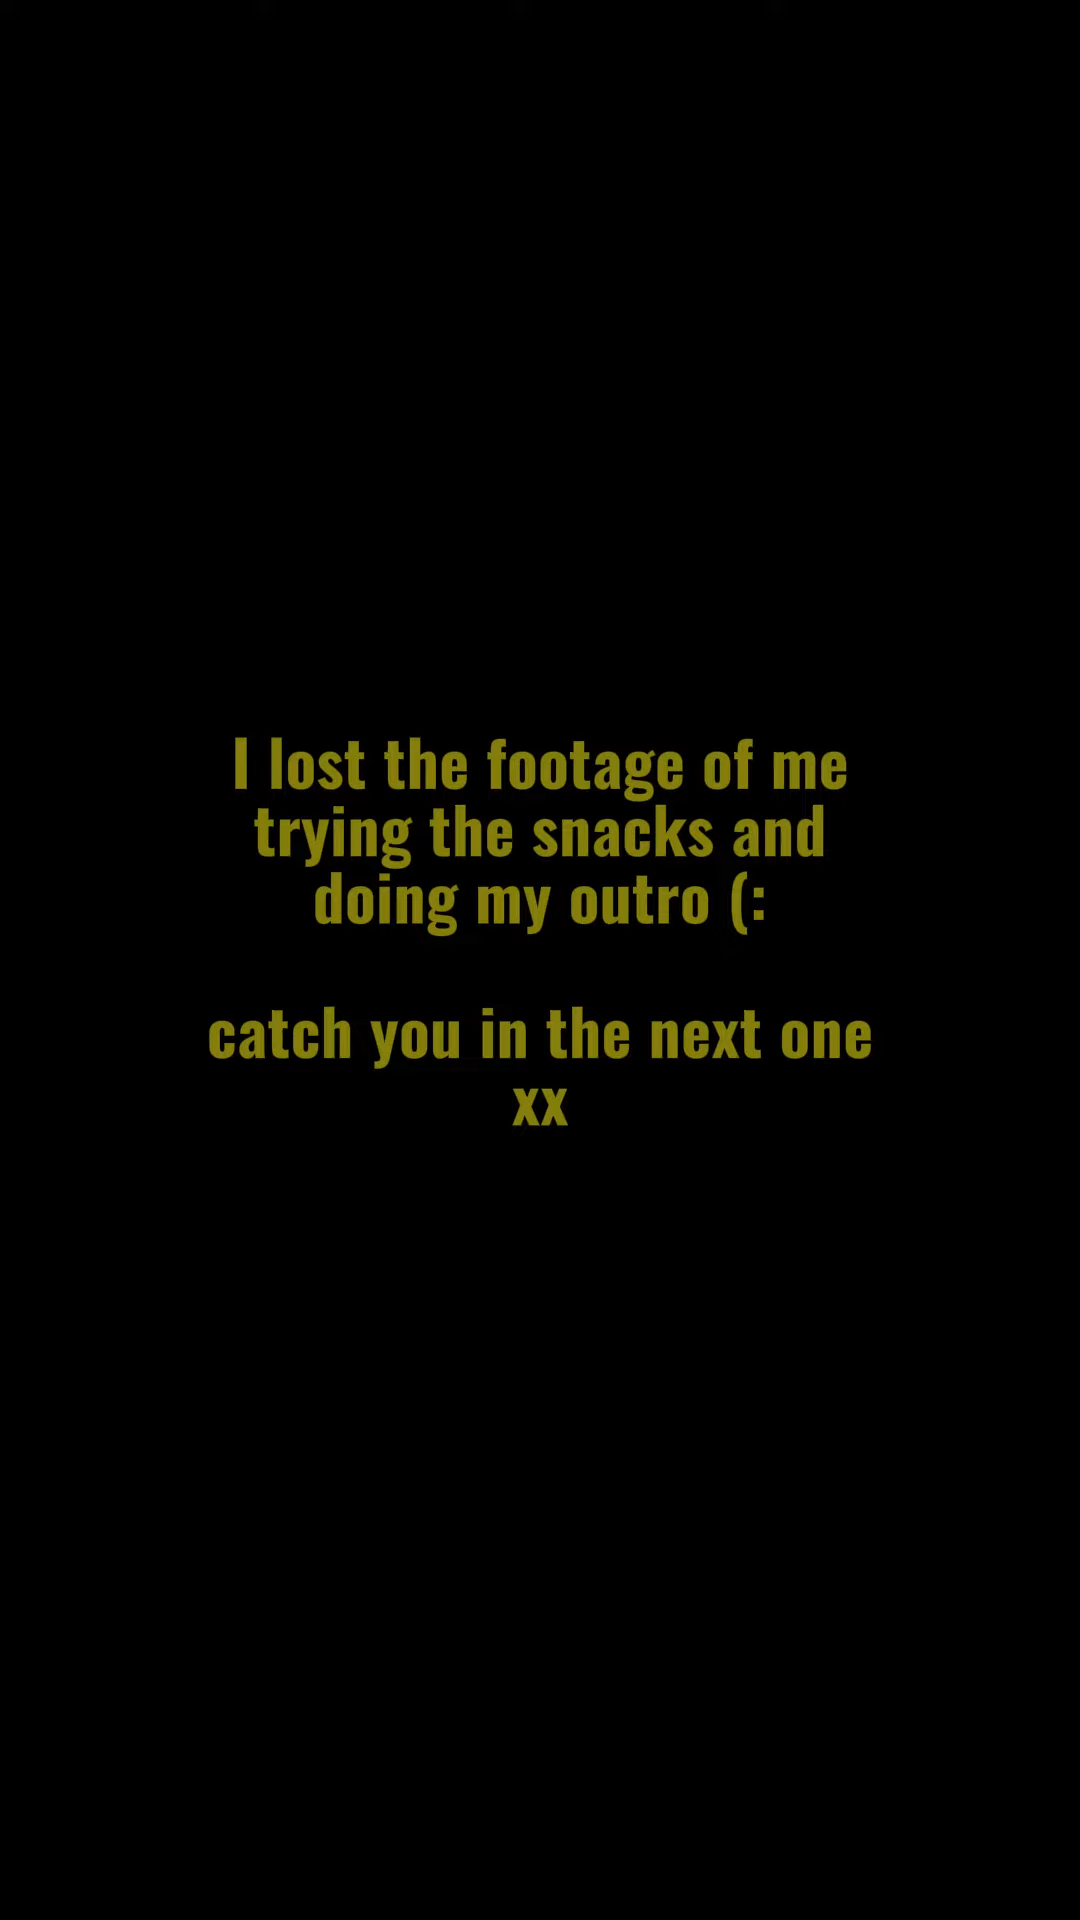 I lost the footage of me
trying the snacks and
doing my outro (:
catch you in the next one
xx